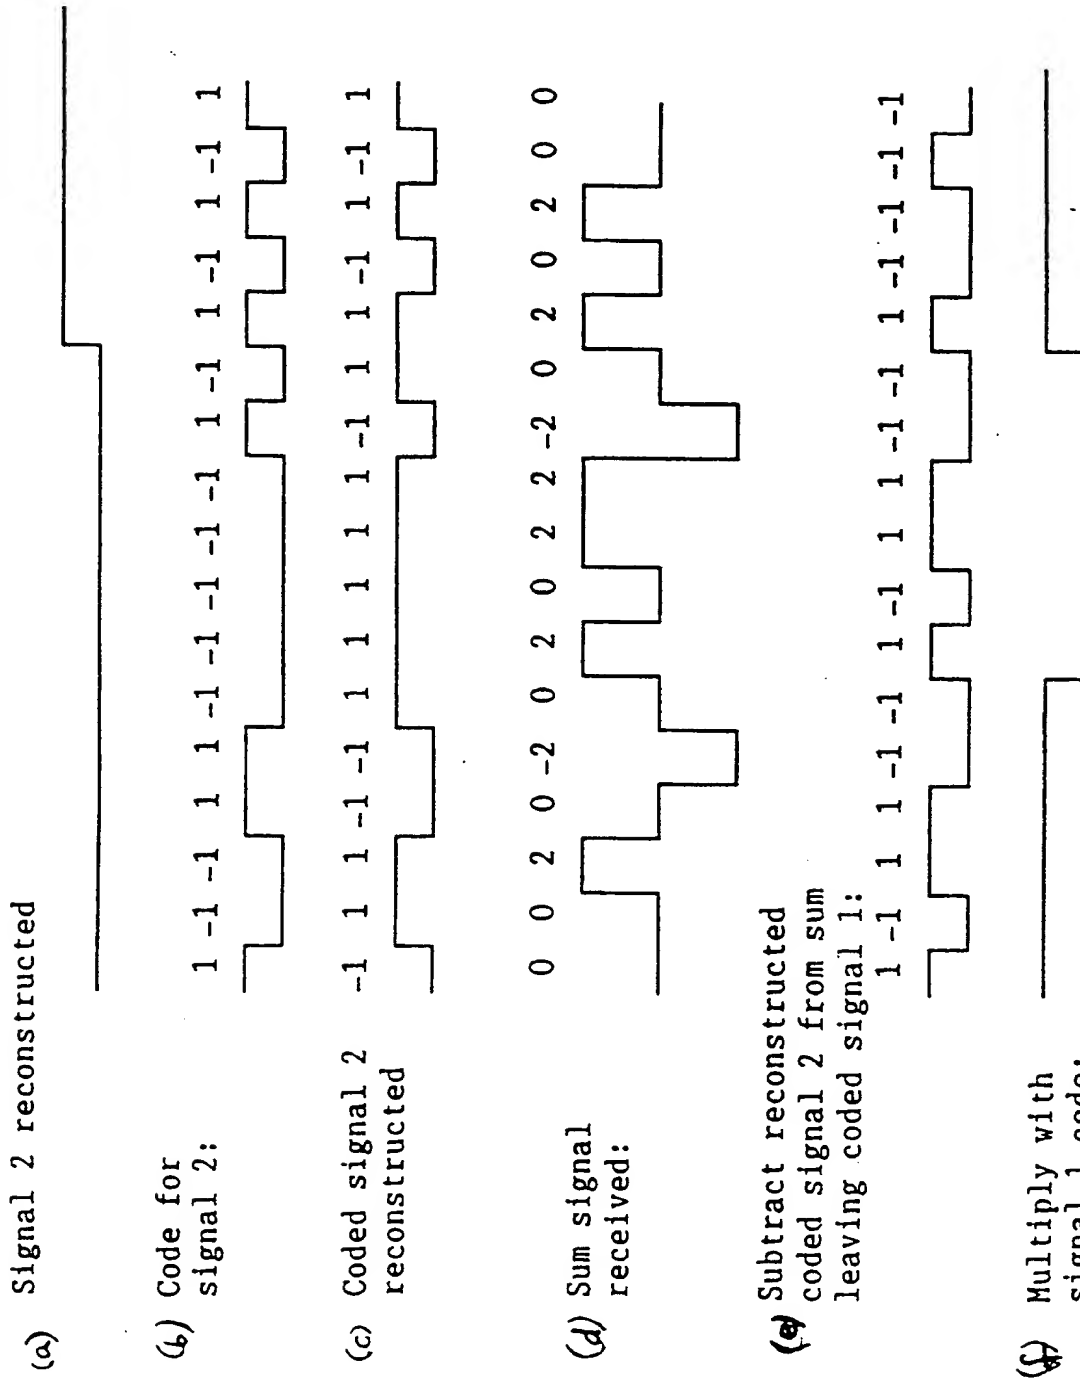 (a) Signal 2 reconstructed
(b) Code for
signal 2:
1 -1 -1 1 1 -1 -1 -1 -1 -1 1 -1 1 -1 1 -1 1
(c) Coded signal 2
reconstructed
-1 1 1 -1 -1 1 1 1 1 1 -1 1 1 -1 1 -1 1
(d) Sum signal
received:
0 0 2 0 -2 0 2 0 2 2 -2 0 2 0 2 0 0
(e) Subtract reconstructed
coded signal 2 from sum
leaving coded signal 1:
1 -1 1 1 -1 -1 1 -1 1 1 -1 -1 1 -1 -1 -1 -1
(f) Multiply with
signal 1 code: